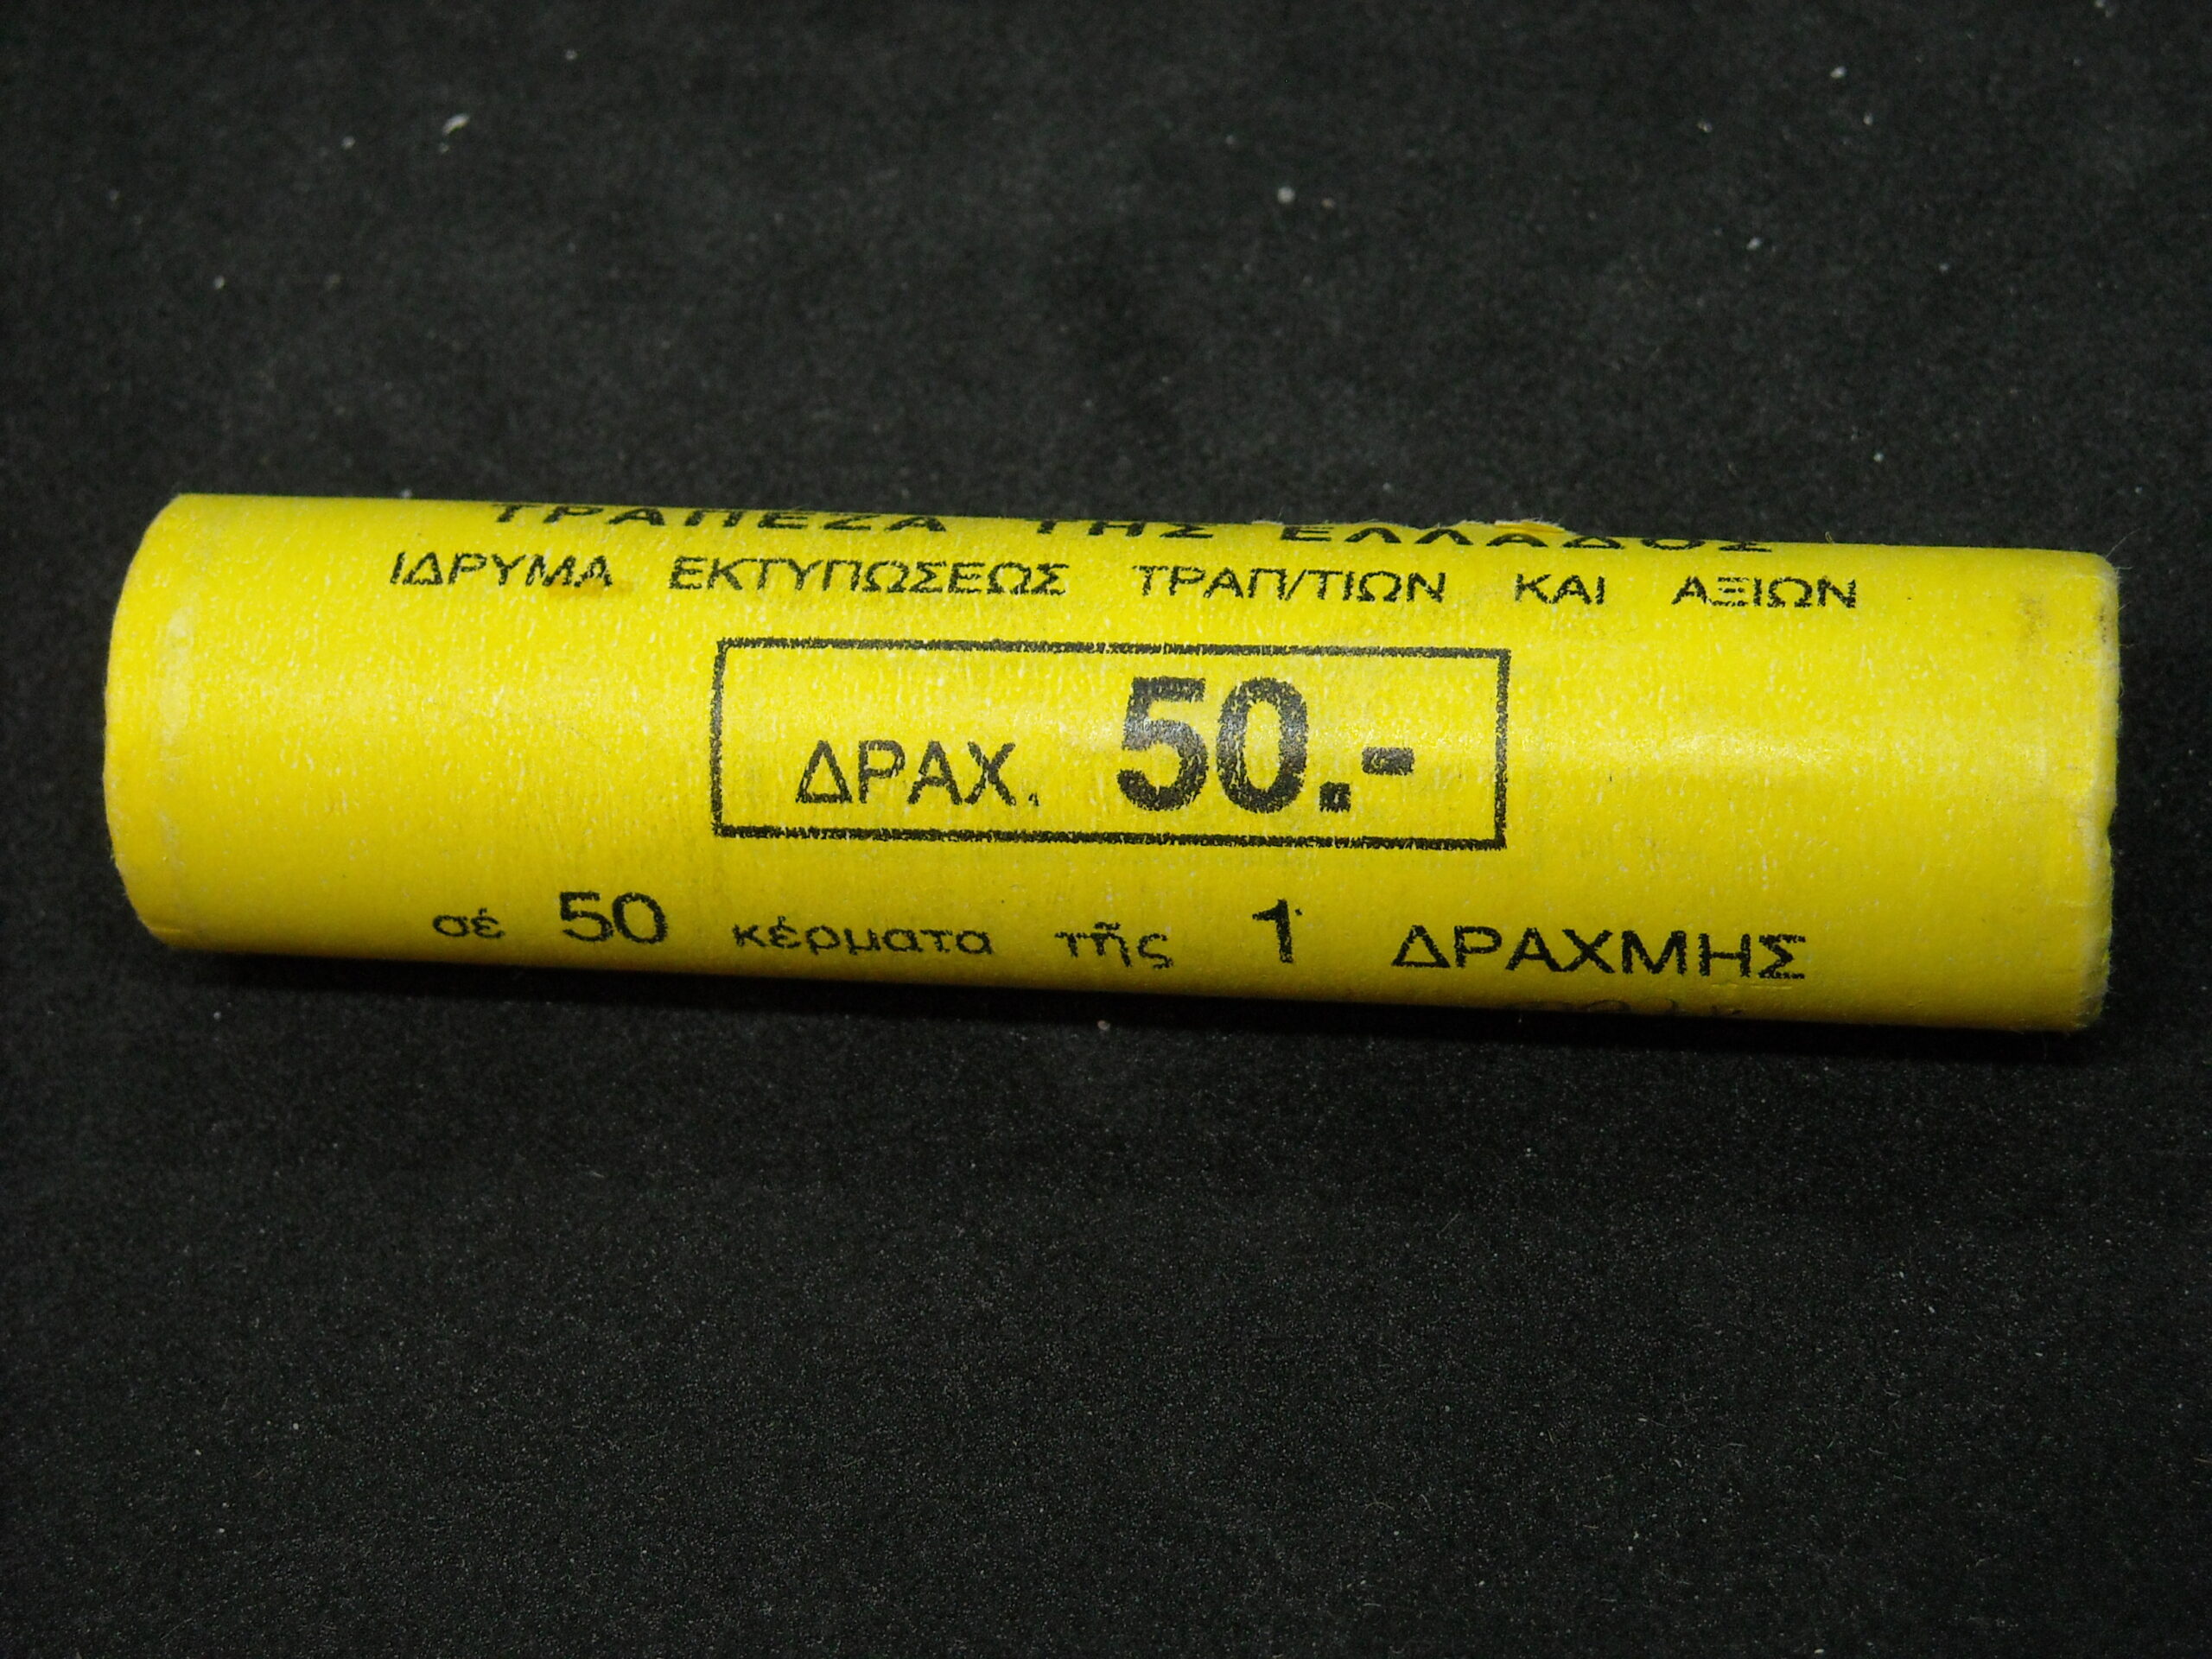 ΤΡΑΠΕΖΑ ΤΗΣ ΕΛΛΑΔΟΣ
ΙΔΡΥΜΑ ΕΚΤΥΠΩΣΕΩΣ ΤΡΑΠ/ΤΙΩΝ ΚΑΙ ΑΞΙΩΝ
ΔΡΑΧ. 50.-
σέ 50 κέρματα τῆς 1 ΔΡΑΧΜΗΣ